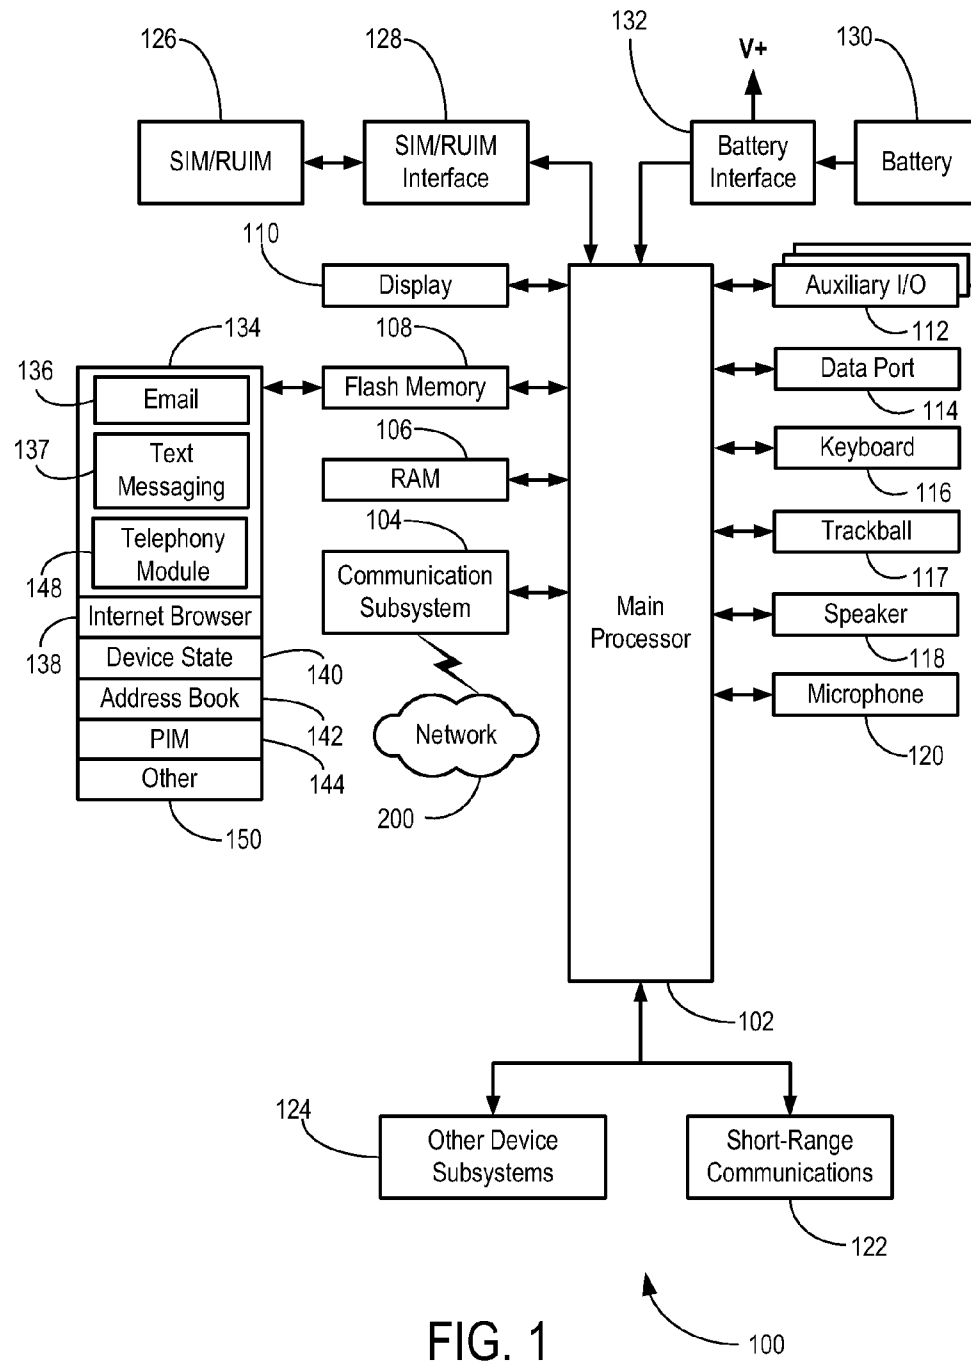 126
128
132
V+
130
SIM/RUIM
SIM/RUIM
Interface
Battery
Interface
Battery
110
Display
Auxiliary I/O
112
134
108
136
Email
Flash Memory
Data Port
114
137
Text
Messaging
106
RAM
Keyboard
116
104
148
Telephony
Module
Communication
Subsystem
Trackball
117
Internet Browser
138
Main
Processor
Speaker
118
Device State
140
Address Book
142
Microphone
120
PIM
144
Network
200
Other
150
102
124
Other Device
Subsystems
Short-Range
Communications
122
FIG. 1
100